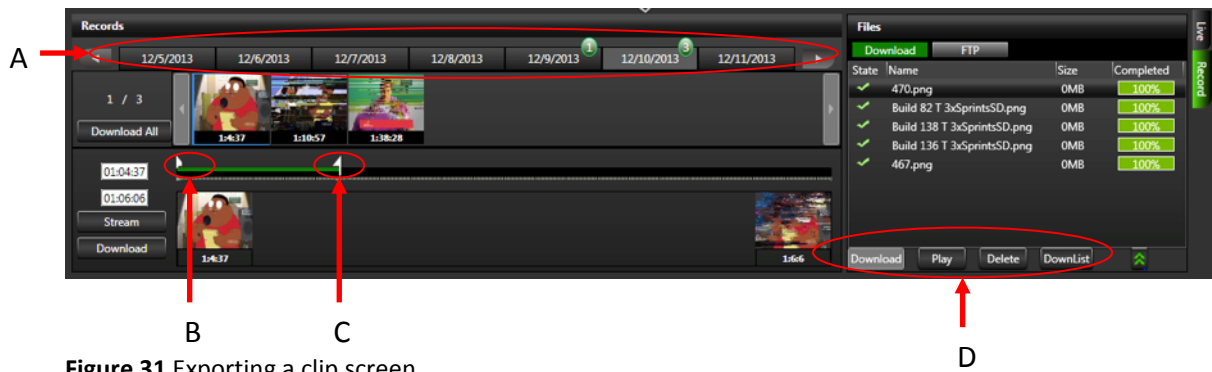 Records
A
12/5/2013 12/6/2013 12/7/2013 12/8/2013 12/9/2013 1 12/10/2013 3 12/11/2013
1 / 3
Download All
1:4:37 1:10:57 1:38:28
01:04:37
01:06:06
Stream
Download
1:4:37 1:6:6
Files
Download FTP
State Name Size Completed
470.png 0MB 100%
Build 82 T 3xSprintsSD.png 0MB 100%
Build 138 T 3xSprintsSD.png 0MB 100%
Build 136 T 3xSprintsSD.png 0MB 100%
467.png 0MB 100%
Download Play Delete DownList
Live
Record
B C D
Figure 31 Exporting a clip screen